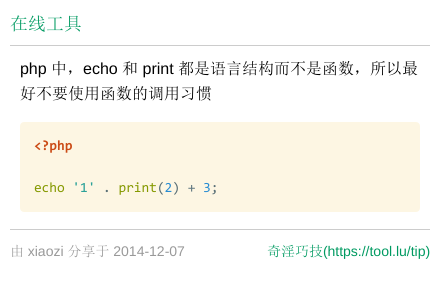 在线工具
php 中，echo 和 print 都是语言结构而不是函数，所以最
好不要使用函数的调用习惯
<?php
echo '1' . print(2) + 3;
由 xiaozi 分享于 2014-12-07
奇淫巧技(https://tool.lu/tip)